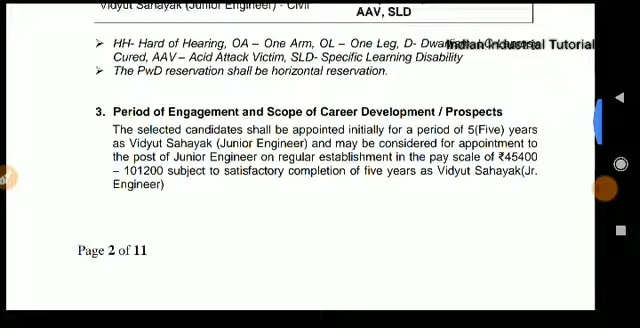 Vidyut Sahayak (Junior Engineer) - Civil
AAV, SLD
➢ HH- Hard of Hearing, OA – One Arm, OL – One Leg, D-
Indian Industrial Tutorial
Cured, AAV – Acid Attack Victim, SLD- Specific Learning Disability
➢ The PwD reservation shall be horizontal reservation.
3. Period of Engagement and Scope of Career Development / Prospects
The selected candidates shall be appointed initially for a period of 5(Five) years
as Vidyut Sahayak (Junior Engineer) and may be considered for appointment to
the post of Junior Engineer on regular establishment in the pay scale of ₹45400
– 101200 subject to satisfactory completion of five years as Vidyut Sahayak(Jr.
Engineer)
Page 2 of 11